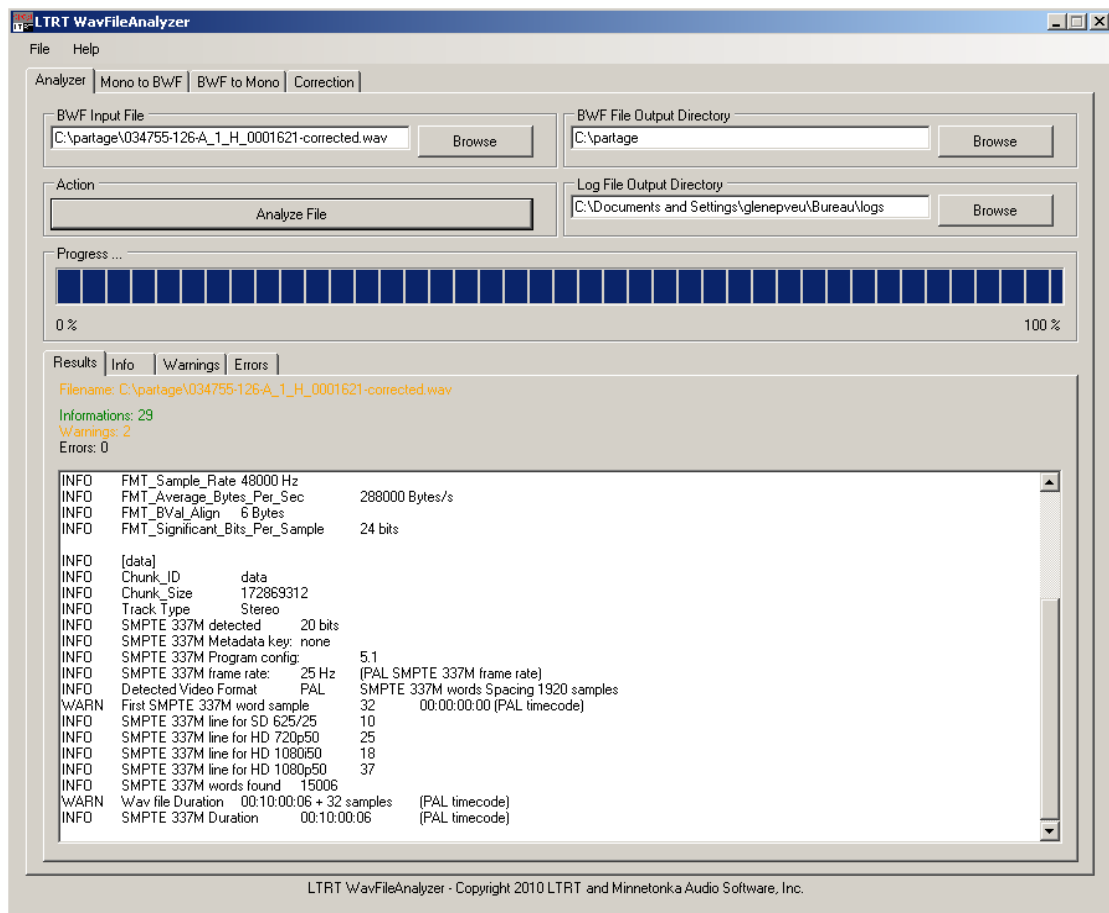 LTRT WavFileAnalyzer
File Help
Analyzer Mono to BWF BWF to Mono Correction
BWF Input File
C:\partage\034755-126-A_1_H_0001621-corrected.wav Browse
BWF File Output Directory
C:\partage Browse
Action
Analyze File
Log File Output Directory
C:\Documents and Settings\glenepveu\Bureau\logs Browse
Progress ...
0 % 100 %
Results Info Warnings Errors
Filename: C:\partage\034755-126-A_1_H_0001621-corrected.wav
Informations: 29
Warnings: 2
Errors: 0
INFO FMT_Sample_Rate 48000 Hz
INFO FMT_Average_Bytes_Per_Sec 288000 Bytes/s
INFO FMT_BVal_Align 6 Bytes
INFO FMT_Significant_Bits_Per_Sample 24 bits
INFO [data]
INFO Chunk_ID data
INFO Chunk_Size 172869312
INFO Track Type Stereo
INFO SMPTE 337M detected 20 bits
INFO SMPTE 337M Metadata key: none
INFO SMPTE 337M Program config: 5.1
INFO SMPTE 337M frame rate: 25 Hz (PAL SMPTE 337M frame rate)
INFO Detected Video Format PAL SMPTE 337M words Spacing 1920 samples
WARN First SMPTE 337M word sample 32 00:00:00:00 (PAL timecode)
INFO SMPTE 337M line for SD 625/25 10
INFO SMPTE 337M line for HD 720p50 25
INFO SMPTE 337M line for HD 1080i50 18
INFO SMPTE 337M line for HD 1080p50 37
INFO SMPTE 337M words found 15006
WARN Wav file Duration 00:10:00:06 + 32 samples (PAL timecode)
INFO SMPTE 337M Duration 00:10:00:06 (PAL timecode)
LTRT WavFileAnalyzer - Copyright 2010 LTRT and Minnetonka Audio Software, Inc.